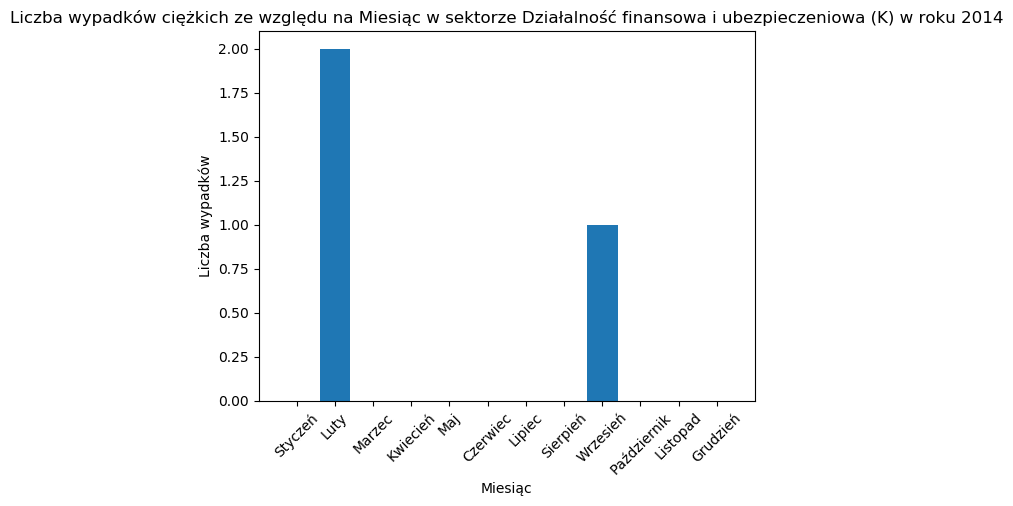 Liczba wypadków ciężkich ze względu na Miesiąc w sektorze Działalność finansowa i ubezpieczeniowa (K) w roku 2014
2.00
1.75
1.50
1.25
1.00
0.75
0.50
0.25
0.00
Liczba wypadków
Styczeń
Luty
Marzec
Kwiecień
Maj
Czerwiec
Lipiec
Sierpień
Wrzesień
Październik
Listopad
Grudzień
Miesiąc